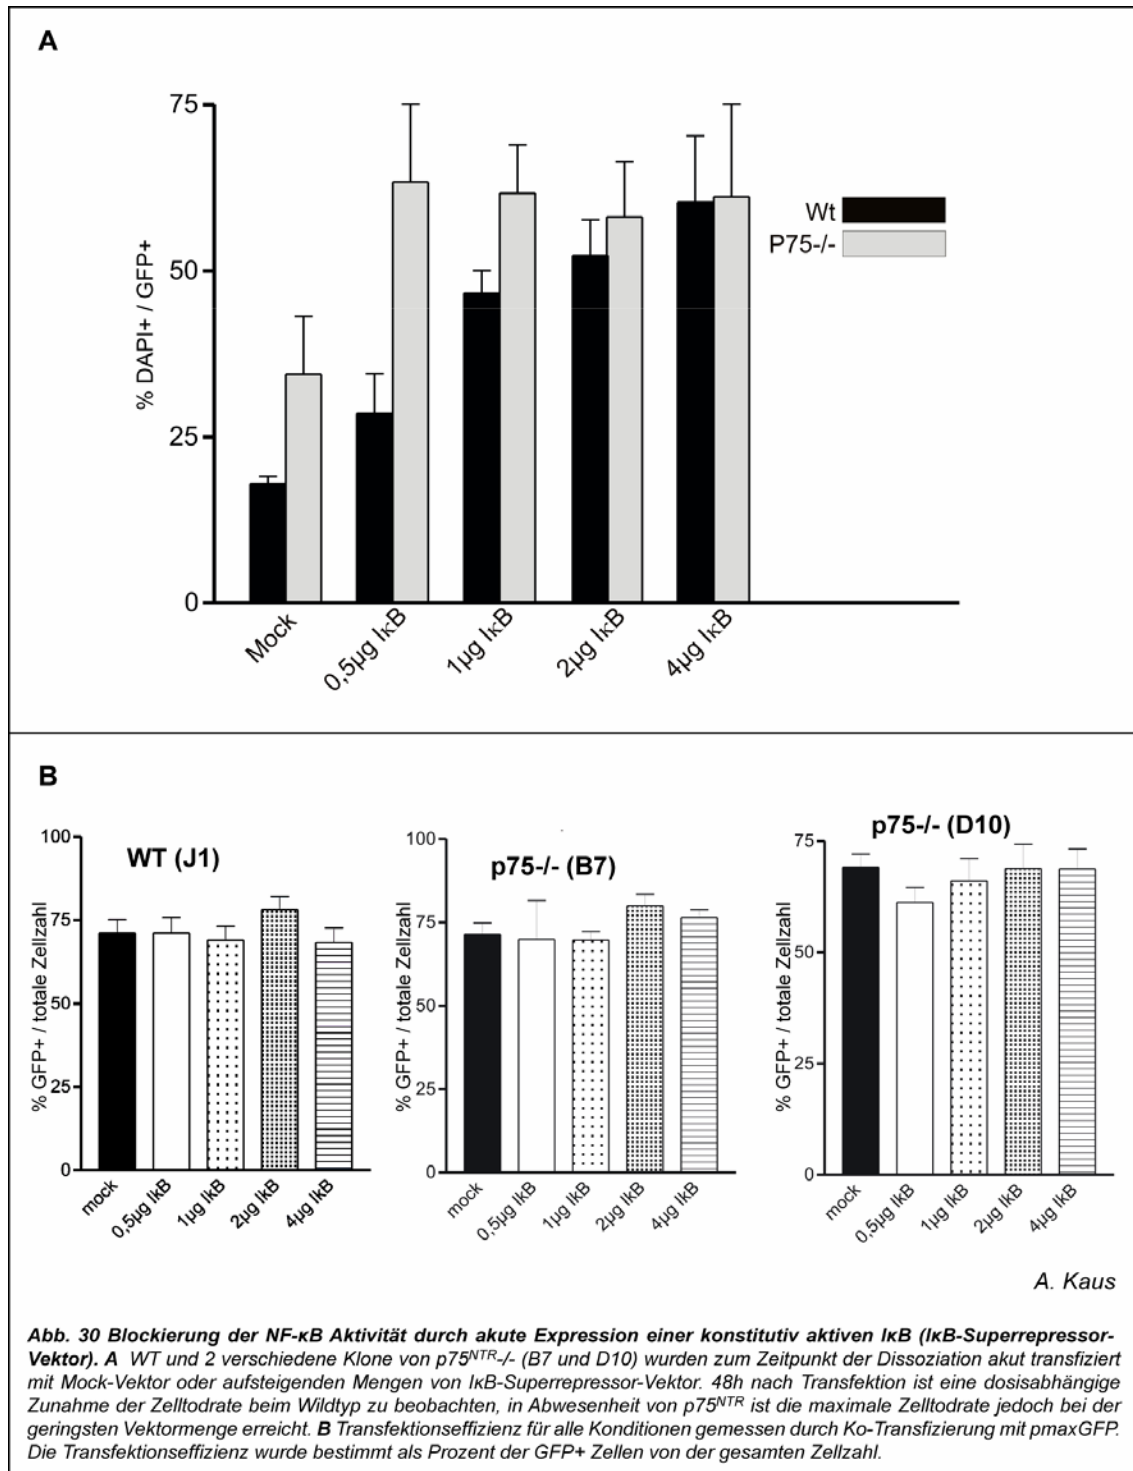 A
75
50
25
0
% DAPI+ / GFP+
Wt
P75-/-
Mock
0,5µg IκB
1µg IκB
2µg IκB
4µg IκB
B
WT (J1)
100
75
50
25
0
% GFP+ / totale Zellzahl
mock
0,5µg IκB
1µg IκB
2µg IκB
4µg IκB
p75-/- (B7)
100
75
50
25
0
% GFP+ / totale Zellzahl
mock
0,5µg IκB
1µg IκB
2µg IκB
4µg IκB
p75-/- (D10)
75
50
25
0
% GFP+ / totale Zellzahl
mock
0,5µg IκB
1µg IκB
2µg IκB
4µg IκB
A. Kaus
Abb. 30 Blockierung der NF-κB Aktivität durch akute Expression einer konstitutiv aktiven IκB (IκB-Superrepressor-
Vektor). A WT und 2 verschiedene Klone von p75NTR-/- (B7 und D10) wurden zum Zeitpunkt der Dissoziation akut transfiziert
mit Mock-Vektor oder aufsteigenden Mengen von IκB-Superrepressor-Vektor. 48h nach Transfektion ist eine dosisabhängige
Zunahme der Zelltodrate beim Wildtyp zu beobachten, in Abwesenheit von p75NTR ist die maximale Zelltodrate jedoch bei der
geringsten Vektormenge erreicht. B Transfektionseffizienz für alle Konditionen gemessen durch Ko-Transfizierung mit pmaxGFP.
Die Transfektionseffizienz wurde bestimmt als Prozent der GFP+ Zellen von der gesamten Zellzahl.